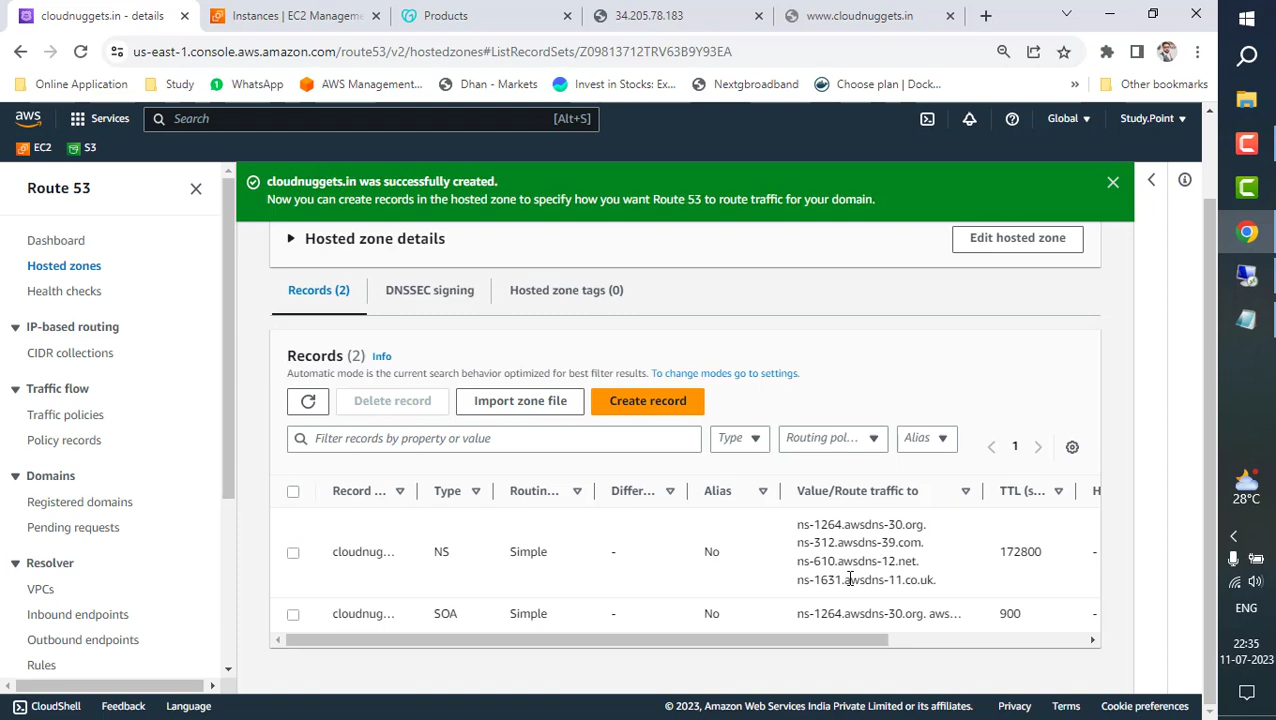 cloudnuggets.in - details
Instances | EC2 Manageme
Products
34.205.78.183
www.cloudnuggets.in
us-east-1.console.aws.amazon.com/route53/v2/hostedzones#ListRecordSets/Z09813712TRV63B9Y93EA
Online Application
Study
WhatsApp
AWS Management...
Dhan - Markets
Invest in Stocks: Ex...
Nextgbroadband
Choose plan | Dock...
»
Other bookmarks
aws
Services
Search
[Alt+S]
Global
Study.Point
EC2
S3
Route 53
cloudnuggets.in was successfully created.
Now you can create records in the hosted zone to specify how you want Route 53 to route traffic for your domain.
Dashboard
Hosted zones
Health checks
IP-based routing
CIDR collections
Traffic flow
Traffic policies
Policy records
Domains
Registered domains
Pending requests
Resolver
VPCs
Inbound endpoints
Outbound endpoints
Rules
Hosted zone details
Edit hosted zone
Records (2)
DNSSEC signing
Hosted zone tags (0)
Records (2) Info
Automatic mode is the current search behavior optimized for best filter results. To change modes go to settings.
Delete record
Import zone file
Create record
Filter records by property or value
Type
Routing pol...
Alias
1
Record ...
Type
Routin...
Differ...
Alias
Value/Route traffic to
TTL (s...
H
cloudnug...
NS
Simple
-
No
ns-1264.awsdns-30.org.
ns-312.awsdns-39.com.
ns-610.awsdns-12.net.
ns-1631.awsdns-11.co.uk.
172800
-
cloudnug...
SOA
Simple
-
No
ns-1264.awsdns-30.org. aws...
900
-
CloudShell
Feedback
Language
© 2023, Amazon Web Services India Private Limited or its affiliates.
Privacy
Terms
Cookie preferences
28°C
ENG
22:35
11-07-2023